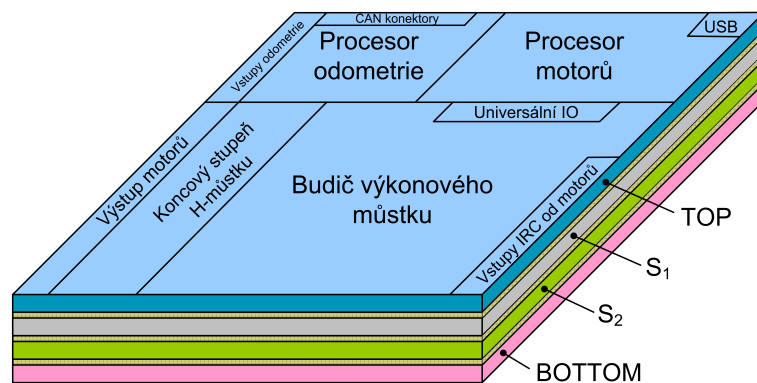 CAN konektory
USB
Vstupy odometrie
Procesor
odometrie
Procesor
motorů
Universální IO
Výstup motorů
Koncový stupeň
H-můstku
Budič výkonového
můstku
Vstupy IRC od motorů
TOP
S₁
S₂
BOTTOM